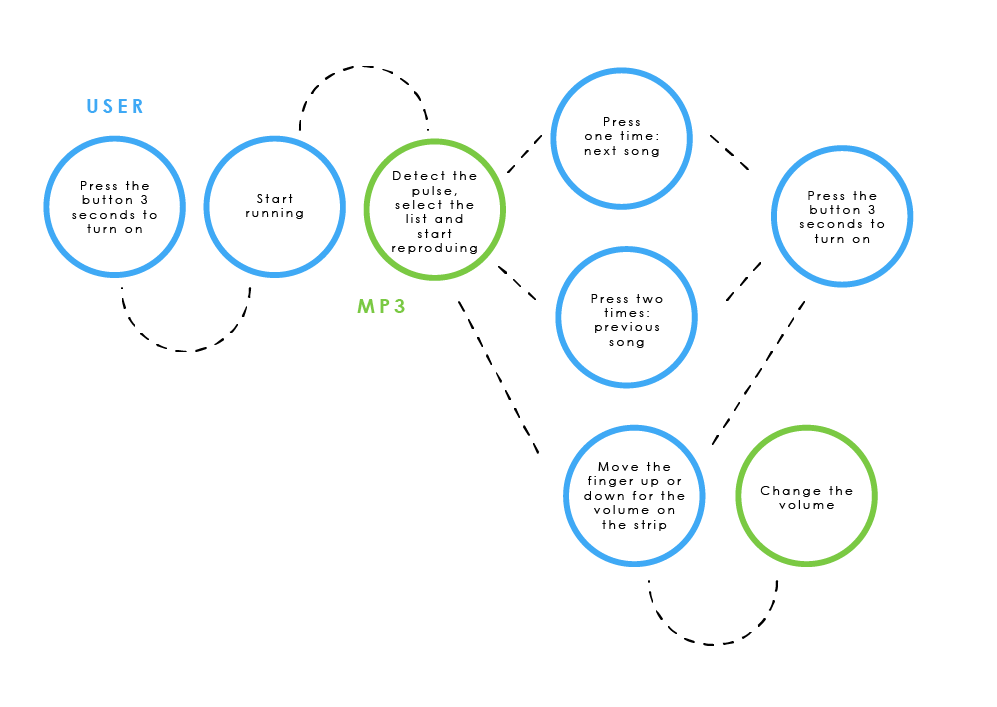 USER
Press the
button 3
seconds to
turn on
Start
running
Detect the
pulse,
select the
list and
start
reproduing
MP3
Press
one time:
next song
Press two
times:
previous
song
Move the
finger up or
down for the
volume on
the strip
Press the
button 3
seconds to
turn on
Change the
volume